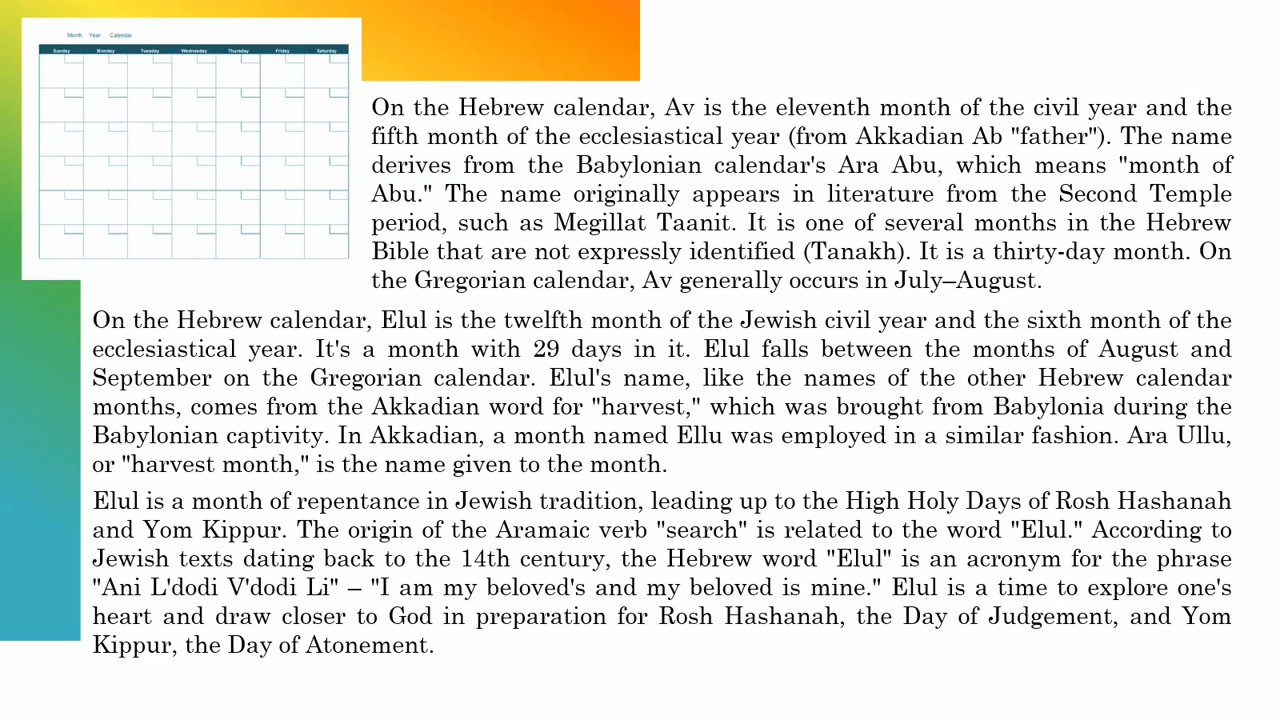 Month Year Calendar
Sunday Monday Tuesday Wednesday Thursday Friday Saturday
On the Hebrew calendar, Av is the eleventh month of the civil year and the
fifth month of the ecclesiastical year (from Akkadian Ab "father"). The name
derives from the Babylonian calendar's Ara Abu, which means "month of
Abu." The name originally appears in literature from the Second Temple
period, such as Megillat Taanit. It is one of several months in the Hebrew
Bible that are not expressly identified (Tanakh). It is a thirty-day month. On
the Gregorian calendar, Av generally occurs in July–August.
On the Hebrew calendar, Elul is the twelfth month of the Jewish civil year and the sixth month of the
ecclesiastical year. It's a month with 29 days in it. Elul falls between the months of August and
September on the Gregorian calendar. Elul's name, like the names of the other Hebrew calendar
months, comes from the Akkadian word for "harvest," which was brought from Babylonia during the
Babylonian captivity. In Akkadian, a month named Ellu was employed in a similar fashion. Ara Ullu,
or "harvest month," is the name given to the month.
Elul is a month of repentance in Jewish tradition, leading up to the High Holy Days of Rosh Hashanah
and Yom Kippur. The origin of the Aramaic verb "search" is related to the word "Elul." According to
Jewish texts dating back to the 14th century, the Hebrew word "Elul" is an acronym for the phrase
"Ani L'dodi V'dodi Li" – "I am my beloved's and my beloved is mine." Elul is a time to explore one's
heart and draw closer to God in preparation for Rosh Hashanah, the Day of Judgement, and Yom
Kippur, the Day of Atonement.